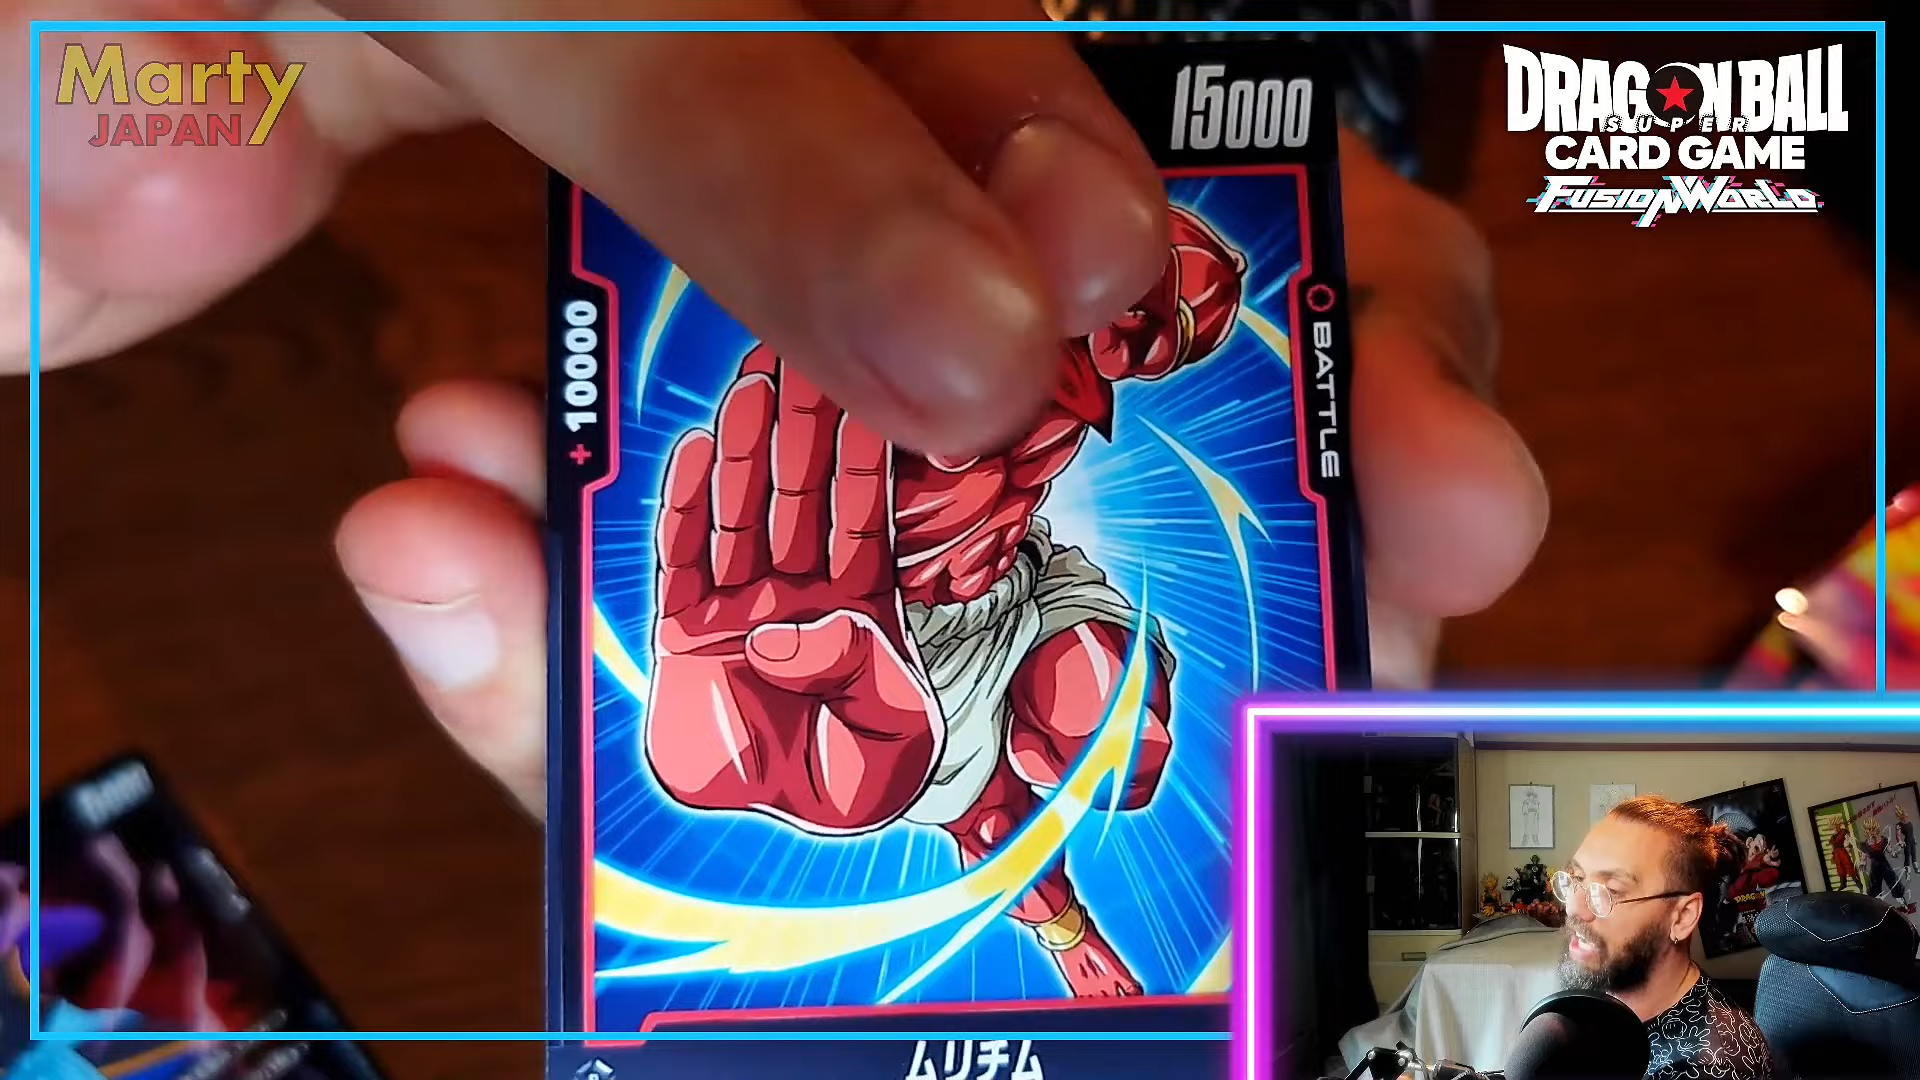 Marty
JAPAN
DRAGON BALL
SUPER
CARD GAME
FUSION WORLD
15000
+ 10000
BATTLE
ムリチム